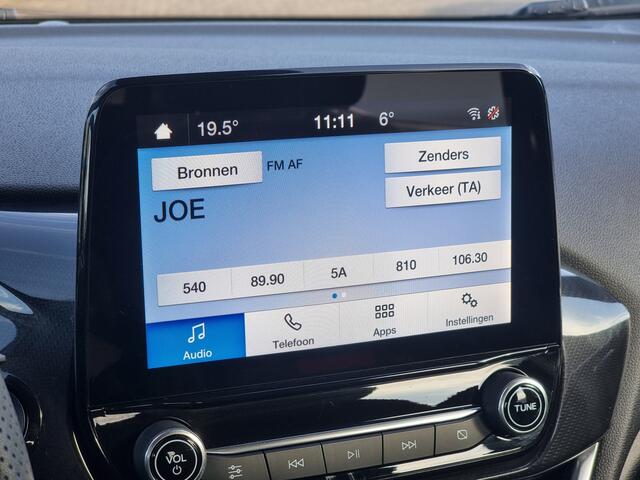 19.5° 11:11 6°
Bronnen FM AF Zenders
Verkeer (TA)
JOE
540 89.90 5A 810 106.30
Audio Telefoon Apps Instellingen
VOL TUNE